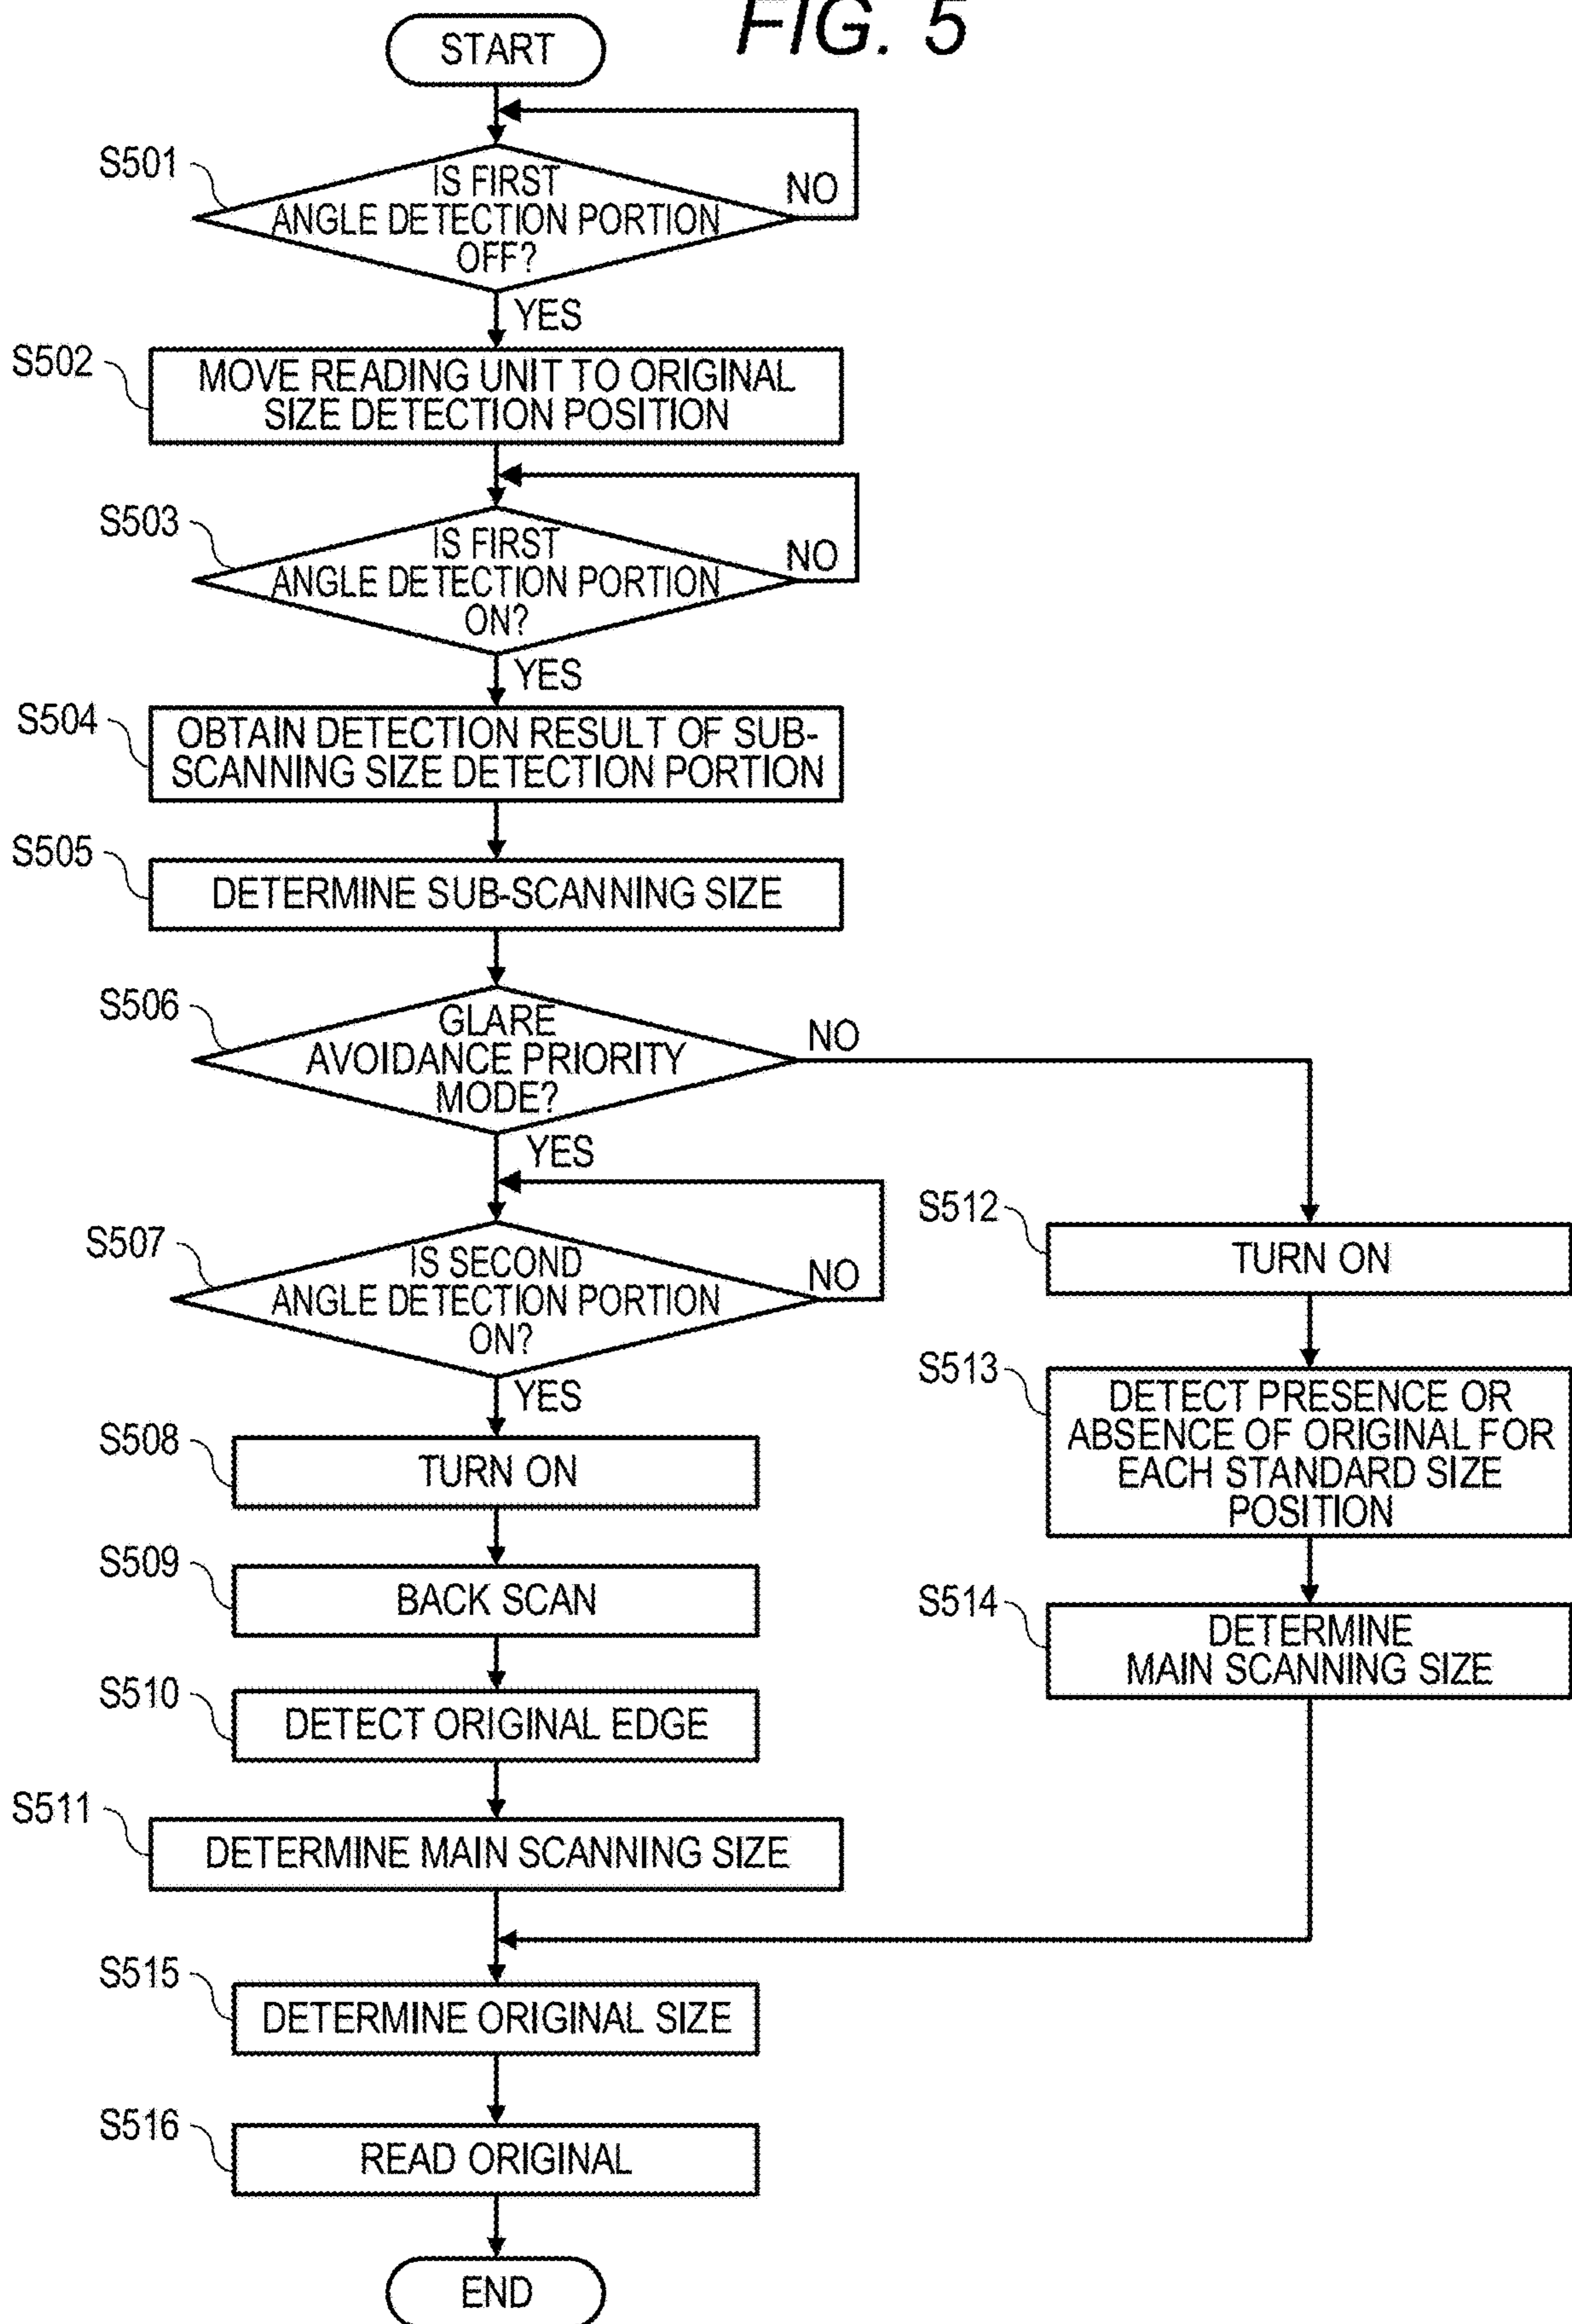 FIG. 5
START
S501
IS FIRST
ANGLE DETECTION PORTION
OFF?
NO
YES
S502
MOVE READING UNIT TO ORIGINAL
SIZE DETECTION POSITION
S503
IS FIRST
ANGLE DETECTION PORTION
ON?
NO
YES
S504
OBTAIN DETECTION RESULT OF SUB-
SCANNING SIZE DETECTION PORTION
S505
DETERMINE SUB-SCANNING SIZE
S506
GLARE
AVOIDANCE PRIORITY
MODE?
NO
YES
S507
IS SECOND
ANGLE DETECTION PORTION
ON?
NO
YES
S508
TURN ON
S509
BACK SCAN
S510
DETECT ORIGINAL EDGE
S511
DETERMINE MAIN SCANNING SIZE
S512
TURN ON
S513
DETECT PRESENCE OR
ABSENCE OF ORIGINAL FOR
EACH STANDARD SIZE
POSITION
S514
DETERMINE
MAIN SCANNING SIZE
S515
DETERMINE ORIGINAL SIZE
S516
READ ORIGINAL
END